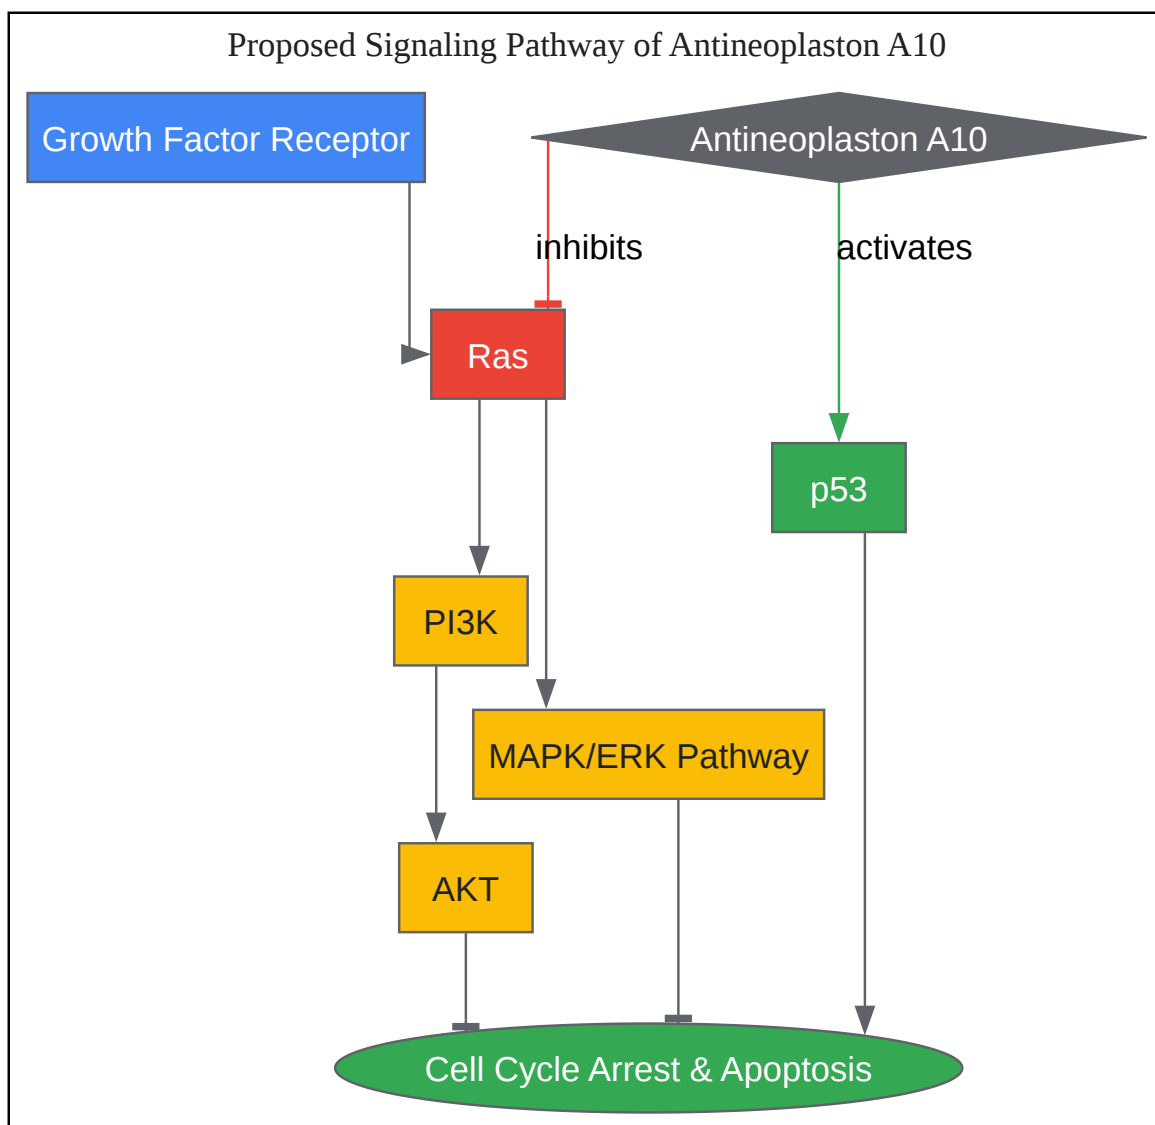 Proposed Signaling Pathway of Antineoplaston A10
Growth Factor Receptor
Antineoplaston A10
inhibits
activates
Ras
p53
PI3K
MAPK/ERK Pathway
AKT
Cell Cycle Arrest & Apoptosis